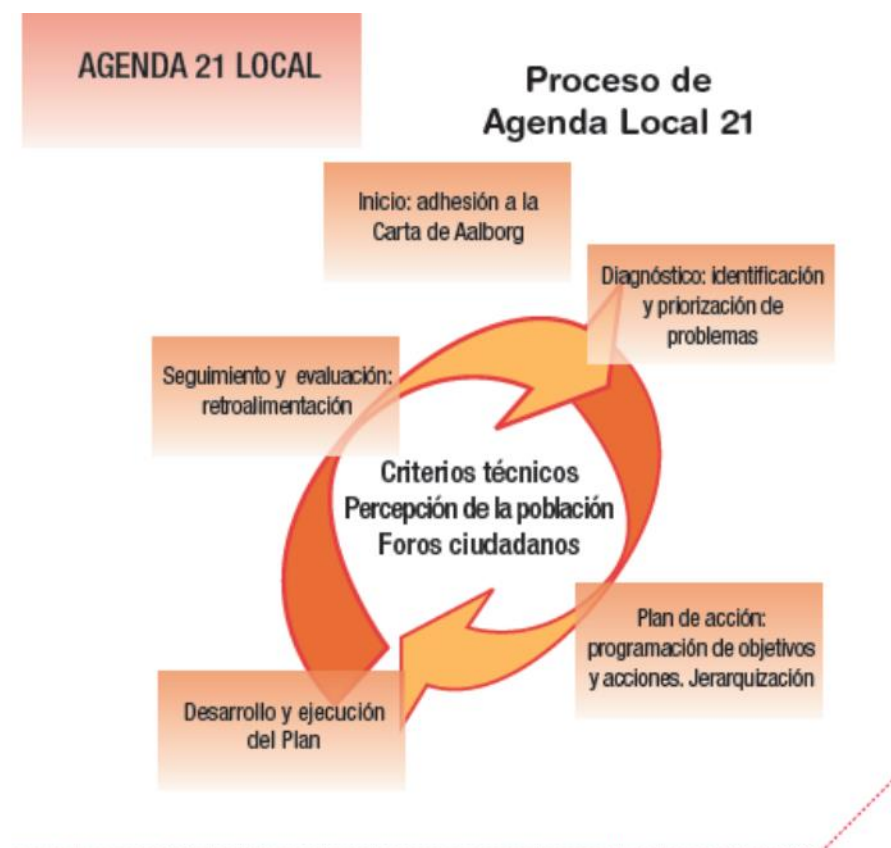 AGENDA 21 LOCAL
Proceso de
Agenda Local 21
Inicio: adhesión a la
Carta de Aalborg
Diagnóstico: identificación
y priorización de
problemas
Seguimiento y evaluación:
retroalimentación
Criterios técnicos
Percepción de la población
Foros ciudadanos
Plan de acción:
programación de objetivos
y acciones. Jerarquización
Desarrollo y ejecución
del Plan